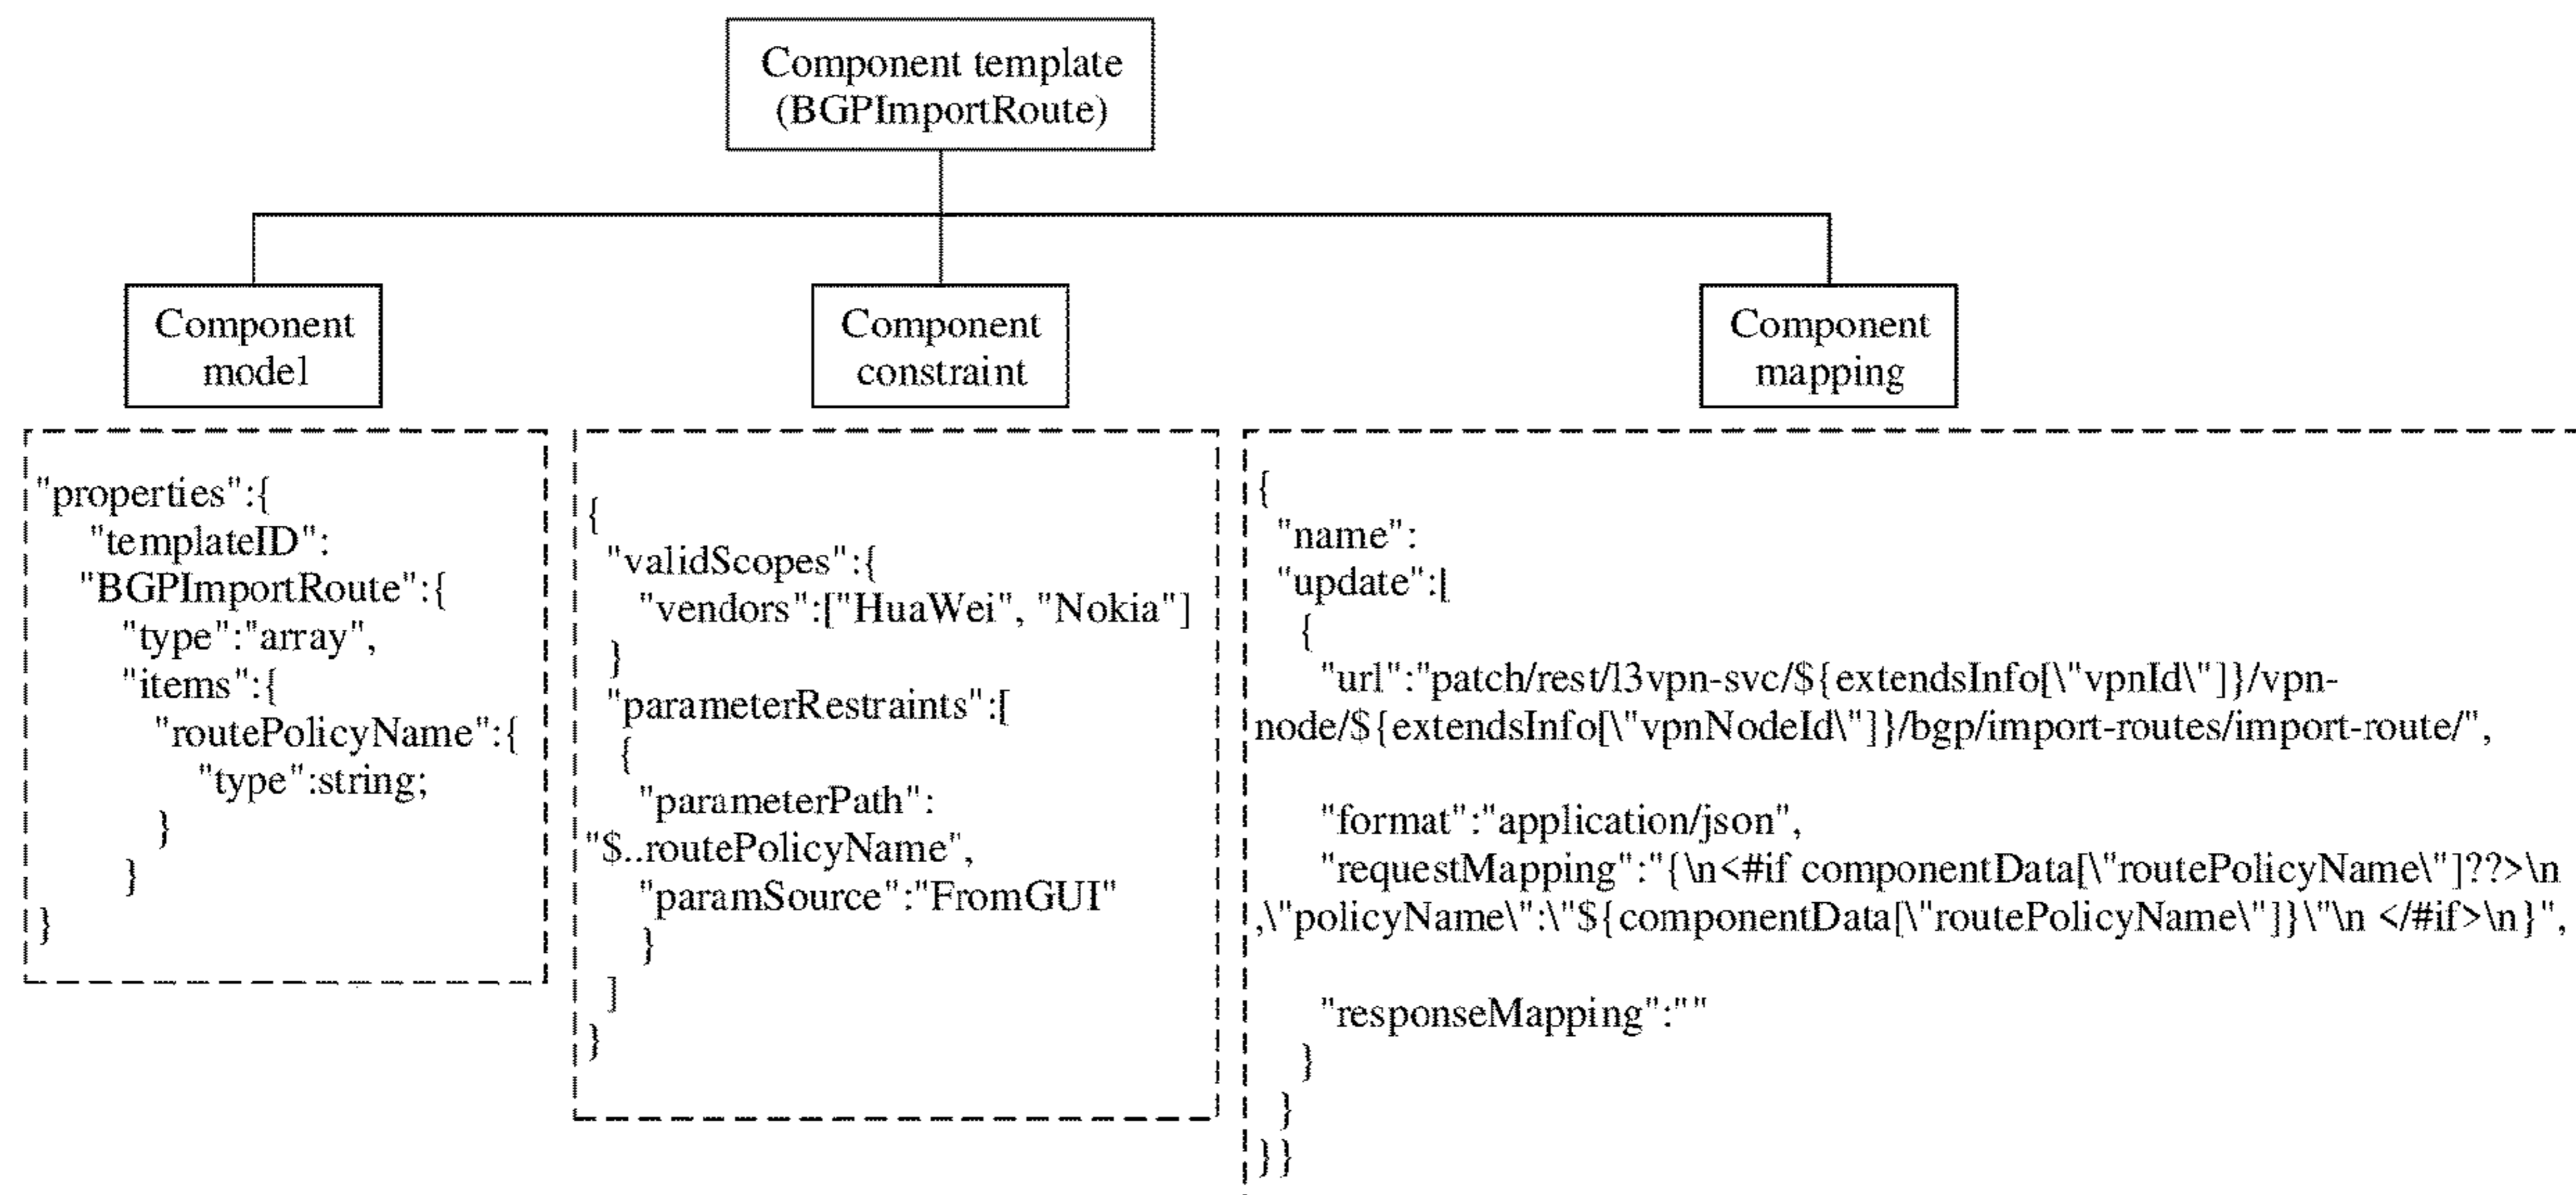 Component template
(BGPImportRoute)
Component
model
Component
constraint
Component
mapping
"properties":{
"templateID":
"BGPImportRoute":{
"type":"array",
"items":{
"routePolicyName":{
"type":string;
}
}
}
{
"validScopes":{
"vendors":["HuaWei", "Nokia"]
}
"parameterRestraints":[
{
"parameterPath":
"$..routePolicyName",
"paramSource":"FromGUI"
}
]
}
{
"name":
"update":[
{
"url":"patch/rest/l3vpn-svc/${extendsInfo[\"vpnId\"]}/vpn-
node/${extendsInfo[\"vpnNodeId\"]}/bgp/import-routes/import-route/",
"format":"application/json",
"requestMapping":"{\n<#if componentData[\"routePolicyName\"]??>\n
,\"policyName\":\"${componentData[\"routePolicyName\"]}\"\n </#if>\n}",
"responseMapping":""
}
}
}}